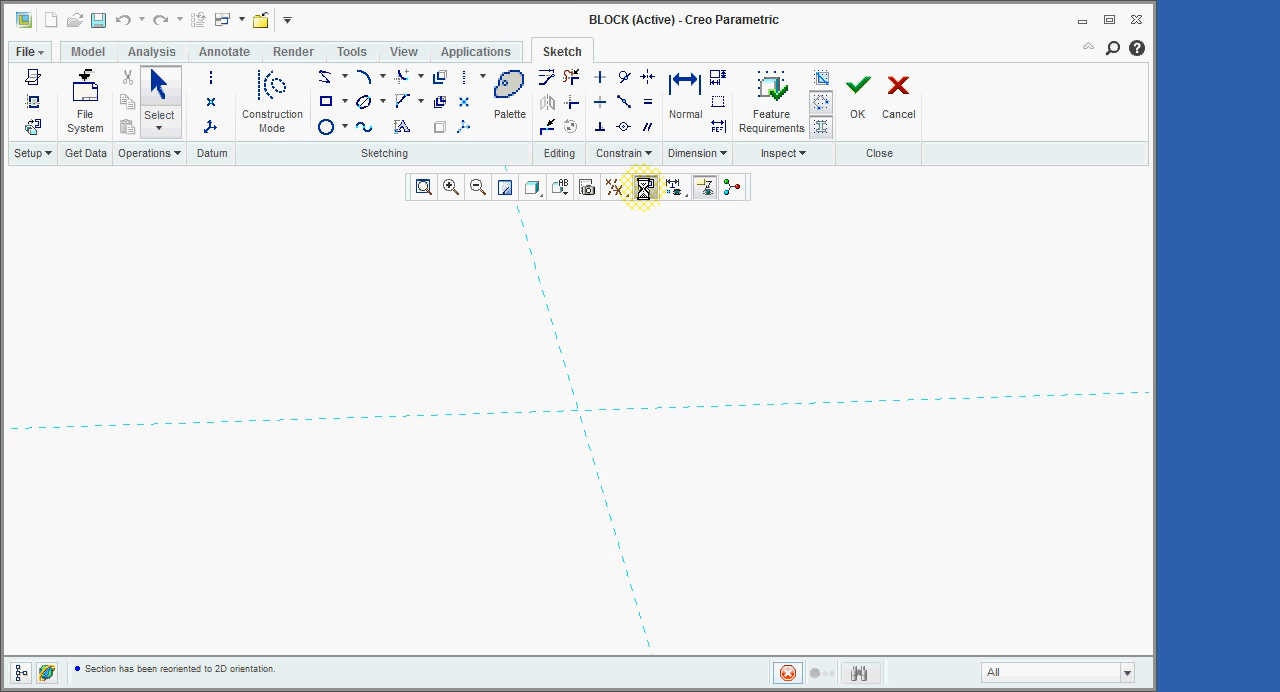 BLOCK (Active) - Creo Parametric
File Model Analysis Annotate Render Tools View Applications Sketch
File System
Select
Construction Mode
Palette
Normal
Feature Requirements
OK
Cancel
Setup Get Data Operations Datum Sketching Editing Constrain Dimension Inspect Close
Section has been reoriented to 2D orientation.
All